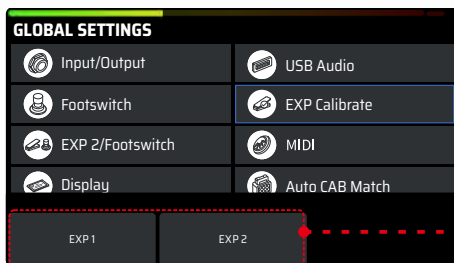 GLOBAL SETTINGS
Input/Output
USB Audio
Footswitch
EXP Calibrate
EXP 2/Footswitch
MIDI
Display
Auto CAB Match
EXP 1
EXP 2